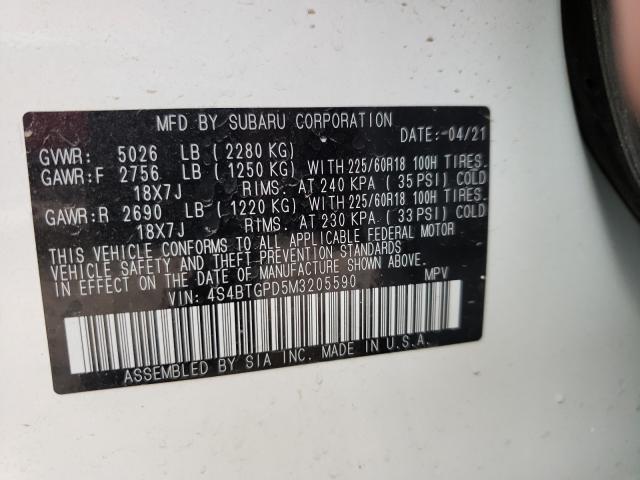 MFD BY SUBARU CORPORATION
DATE:-04/21
GVWR: 5026 LB (2280 KG)
GAWR:F 2756 LB (1250 KG) WITH 225/60R18 100H TIRES.
18X7J RIMS. AT 240 KPA (35 PSI) COLD
GAWR:R 2690 LB (1220 KG) WITH 225/60R18 100H TIRES.
18X7J RIMS. AT 230 KPA (33 PSI) COLD
THIS VEHICLE CONFORMS TO ALL APPLICABLE FEDERAL MOTOR
VEHICLE SAFETY AND THEFT PREVENTION STANDARDS
IN EFFECT ON THE DATE OF MANUFACTURE SHOWN ABOVE.
VIN: 4S4BTGPD5M3205590 MPV
ASSEMBLED BY SIA INC. MADE IN U.S.A.